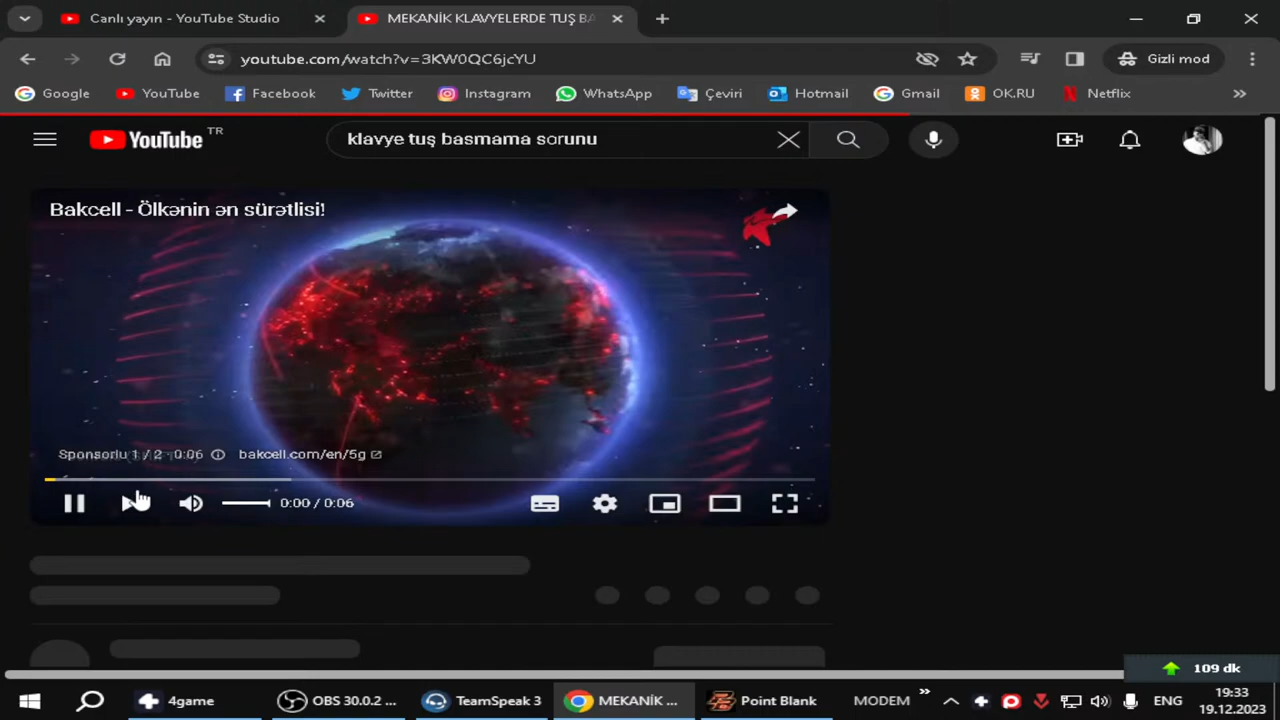 Canlı yayın - YouTube Studio
MEKANİK KLAVYELERDE TUŞ BA
youtube.com/watch?v=3KW0QC6jcYU
Gizli mod
Google
YouTube
Facebook
Twitter
Instagram
WhatsApp
Çeviri
Hotmail
Gmail
OK.RU
Netflix
YouTube TR
klavye tuş basmama sorunu
Bakcell - Ölkənin ən sürətlisi!
Sponsorlu 1 / 2 · 0:06
bakcell.com/en/5g
0:00 / 0:06
109 dk
4game
OBS 30.0.2 ...
TeamSpeak 3
MEKANİK ...
Point Blank
MODEM
ENG
19:33
19.12.2023